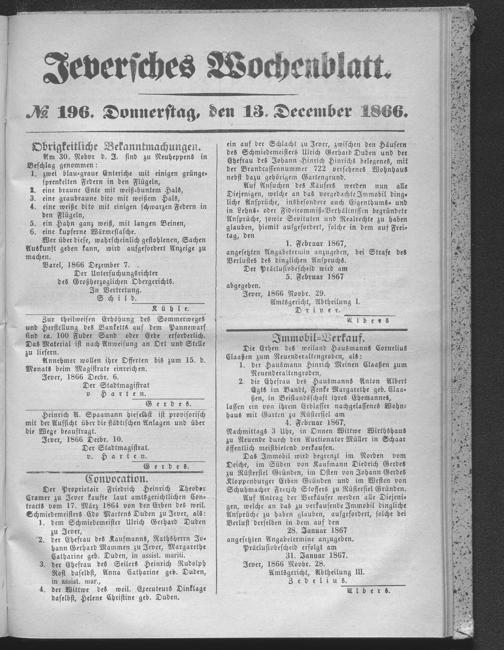 Jeversches Wochenblatt.
№ 196. Donnerstag, den 13. December 1866.
Obrigkeitliche Bekanntmachungen.
Am 30. Novbr d. J. sind zu Neuheppens in
Beschlag genommen:
1. zwei blau-graue Enteriche mit einigen grünge-
sprenkelten Federn in den Flügeln,
2. eine braune Ente mit weiß-buntem Hals,
3. eine graubraune dito mit weißem Hals,
4. eine weiße dito mit einigen schwarzen Federn in
den Flügeln,
5. ein Hahn ganz weiß, mit langen Beinen,
6. eine kupferne Wärmeflasche.
Wer über diese, wahrscheinlich gestohlenen, Sachen
Auskunft geben kann, wird aufgefordert Anzeige zu
machen.
Varel, 1866 Dezember 7.
Der Untersuchungsrichter
des Großherzoglichen Obergerichts.
In Vertretung.
Schild.
Kühle.
Zur theilweisen Erhöhung des Sommerweges
und Herstellung des Banketts auf dem Pannewarf
sind ca. 100 Fuder Sand oder Erde erforderlich.
Das Material ist nach Anweisung an Ort und Stelle
zu liefern.
Annehmer wollen ihre Offerten bis zum 15. d.
Monats beim Magistrate einreichen.
Jever, 1866 Decbr. 6.
Der Stadtmagistrat
v. Harten.
Gerdes.
Heinrich A. Spaamann hieselbst ist provisorisch
mit der Aufsicht über die städtischen Anlagen und über
die Wege beauftragt.
Jever, 1866 Decbr. 10.
Der Stadtmagistrat.
v. Harten.
Gerdes.
Convocation.
Der Proprietair Friedrich Heinrich Theodor
Cramer zu Jever kaufte laut amtsgerichtlichen Con-
tracts vom 17. März 1864 von den Erben des weil.
Schmiedemeisters Edo Martens Duden zu Jever, als:
1. dem Schmiedemeister Ulrich Gerhard Duden
zu Jever,
2. der Ehefrau des Kaufmanns, Rathsherrn Jo-
hann Gerhard Mammen zu Jever, Margarethe
Catharine geb. Duden, in assist. marit.
3. der Ehefrau des Seilers Heinrich Rudolph
Rost daselbst, Anna Catharine geb. Duden,
in assist. mar.,
4. der Wittwe des weil. Executeurs Dinklage
daselbst, Helene Christine geb. Duden.
ein auf der Schlacht zu Jever, zwischen den Häusern
des Schmiedemeisters Ulrich Gerhard Duden und der
Ehefrau des Johann Hinrich Hinrichs belegenes, mit
der Brandcassennummer 722 versehenes Wohnhaus
nebst dazu gehörigen Gartengrund.
Auf Ansuchen des Käufers werden nun alle
Diejenigen, welche an das vorgedachte Immobil ding-
liche Ansprüche, insbesondere auch Eigenthums- und
in Lehns- oder Fideicommiß-Verhältnissen begründete
Ansprüche, sowie Servituten und Realrechte zu haben
glauben, hiemit aufgefordert, solche in dem auf Frei-
tag, den
1. Februar 1867,
angesetzten Angabetermin anzugeben, bei Strafe des
Verlustes des dinglichen Anspruchs.
Der Präclusivbescheid wird am
5. Februar 1867
abgegeben.
Jever, 1866 Novbr. 29.
Amtsgericht, Abtheilung I.
Driver.
Albers
Immobil-Verkauf.
Die Erben des weiland Hausmanns Cornelius
Claaßen zum Neuenderaltengroden, als:
1. der Hausmann Hinrich Meinen Claaßen zum
Neuenderaltengroden,
2. die Ehefrau des Hausmanns Anton Albert
Egts im Bandt, Fenke Margarethe geb. Claa-
ßen, in Beistandschaft ihres Ehemannes,
lassen ein von ihrem Erblasser nachgelassenes Wohn-
haus mit Garten zu Rüstersiel am
4. Februar 1867,
Nachmittags 3 Uhr, in Onnen Wittwe Wirthshaus
zu Neuende durch den Auctionator Müller in Schaar
öffentlich meistbietend verkaufen.
Das Immobil wird begrenzt im Norden vom
Deiche, im Süden von Kaufmann Diedrich Gerdes
zu Rüstersiel Gründen, im Osten von Johann Gerdes
Kloppenburger Erben Gründen und im Westen von
Schuhmacher Frerich Gerdes zu Rüstersiel Gründen.
Auf Antrag der Verkäufer werden alle Diejeni-
gen, welche an das zu verkaufende Immobil dingliche
Ansprüche zu haben glauben, aufgefordert, solche bei
Verlust derselben in dem auf den
28. Januar 1867
angesetzten Angabetermine anzugeben.
Präclusivbescheid erfolgt am
31. Januar 1867.
Jever, 1866 Novbr. 28.
Amtsgericht, Abtheilung III.
Zedelius.
Albers.